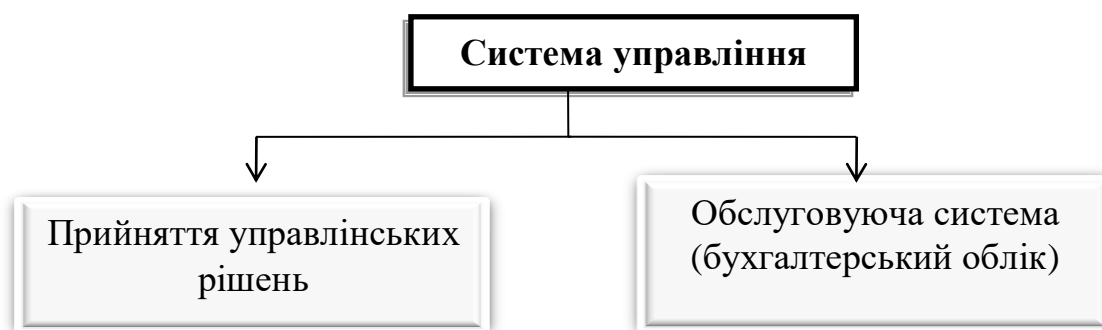 Система управління
Прийняття управлінських
рішень
Обслуговуюча система
(бухгалтерський облік)